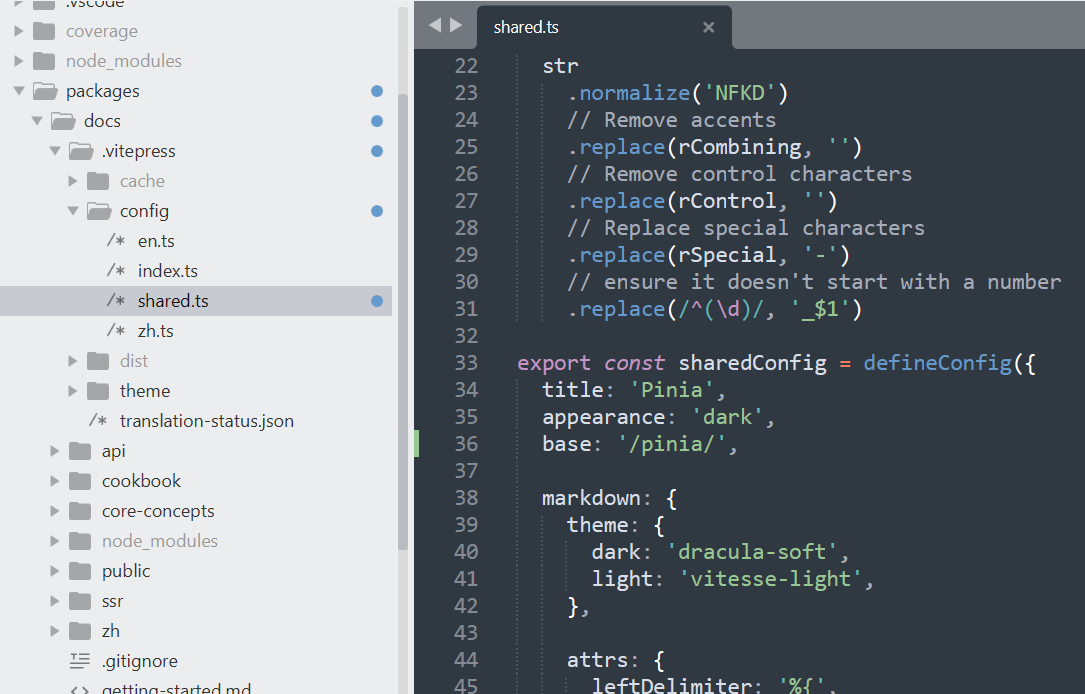 .vscode
coverage
node_modules
packages
docs
.vitepress
cache
config
/* en.ts
/* index.ts
/* shared.ts
/* zh.ts
dist
theme
/* translation-status.json
api
cookbook
core-concepts
node_modules
public
ssr
zh
.gitignore
<> getting-started.md
shared.ts ×
22 str
23 .normalize('NFKD')
24 // Remove accents
25 .replace(rCombining, '')
26 // Remove control characters
27 .replace(rControl, '')
28 // Replace special characters
29 .replace(rSpecial, '-')
30 // ensure it doesn't start with a number
31 .replace(/^(\d)/, '_$1')
32
33 export const sharedConfig = defineConfig({
34 title: 'Pinia',
35 appearance: 'dark',
36 base: '/pinia/',
37
38 markdown: {
39 theme: {
40 dark: 'dracula-soft',
41 light: 'vitesse-light',
42 },
43
44 attrs: {
45 leftDelimiter: '%{',